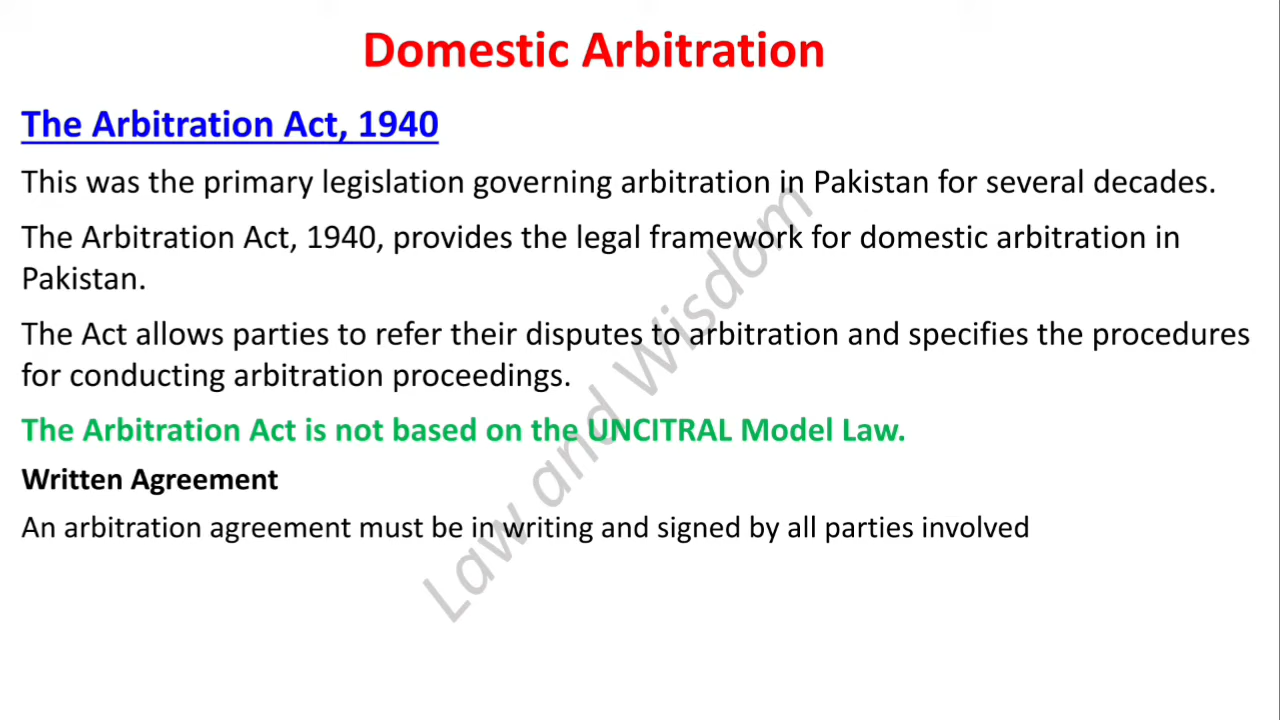 Domestic Arbitration
The Arbitration Act, 1940
This was the primary legislation governing arbitration in Pakistan for several decades.
The Arbitration Act, 1940, provides the legal framework for domestic arbitration in
Pakistan.
The Act allows parties to refer their disputes to arbitration and specifies the procedures
for conducting arbitration proceedings.
The Arbitration Act is not based on the UNCITRAL Model Law.
Written Agreement
An arbitration agreement must be in writing and signed by all parties involved
Law and Wisdom